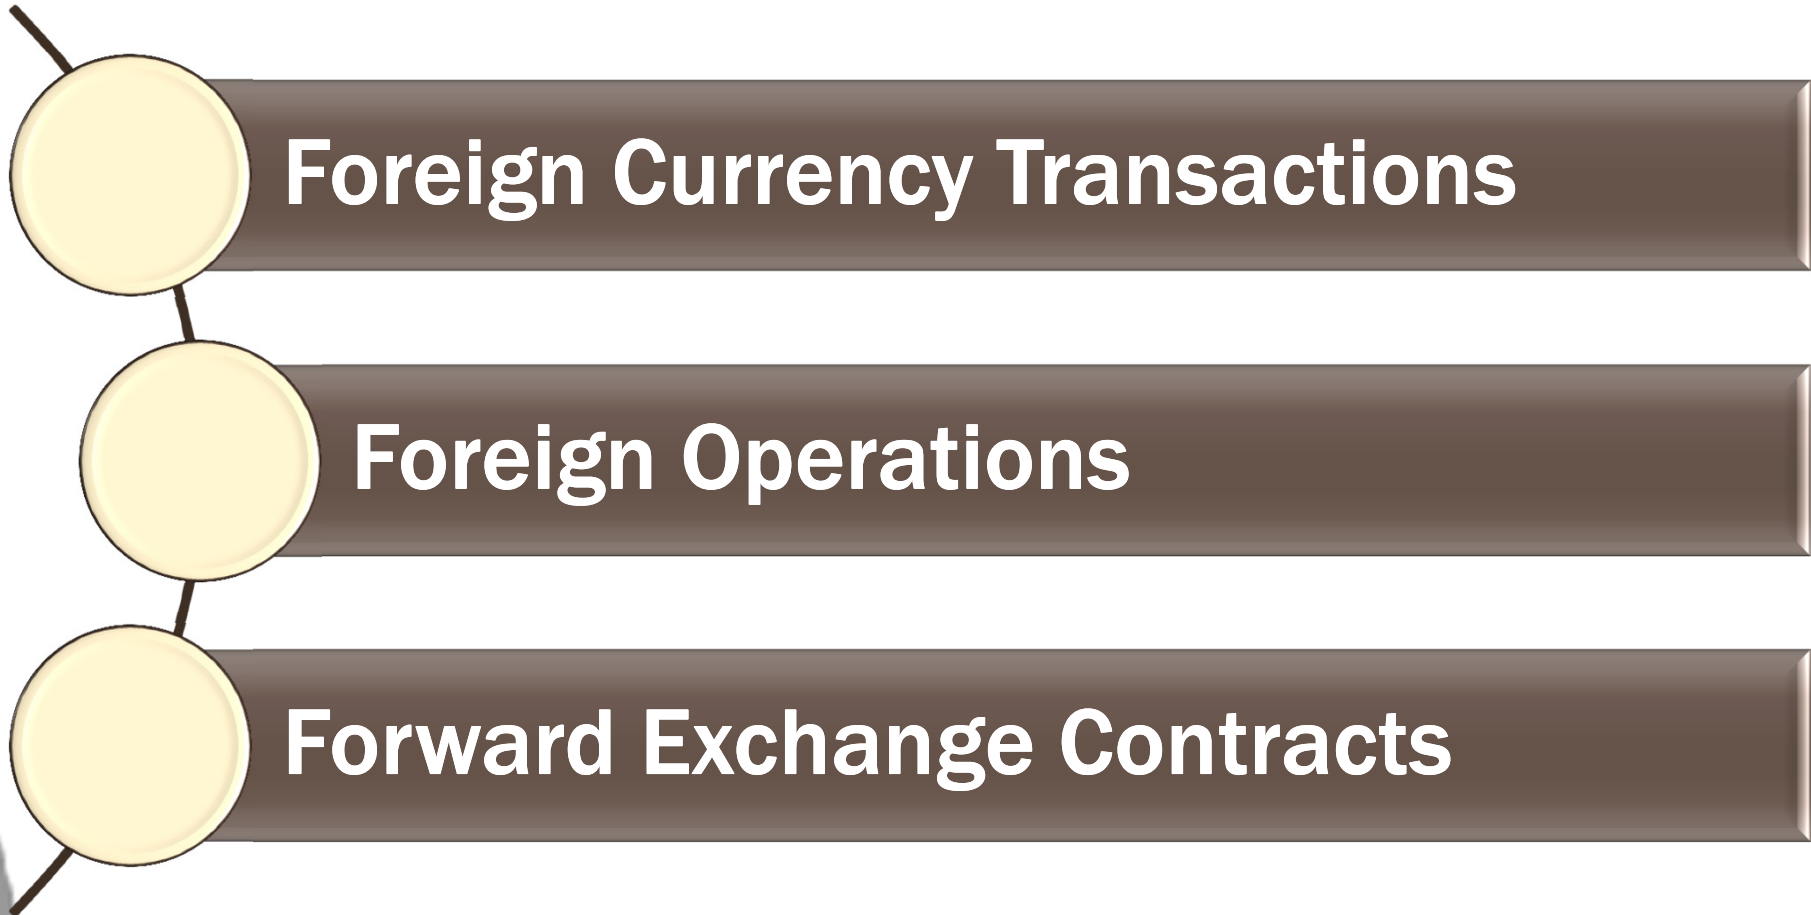 Foreign Currency Transactions
Foreign Operations
Forward Exchange Contracts